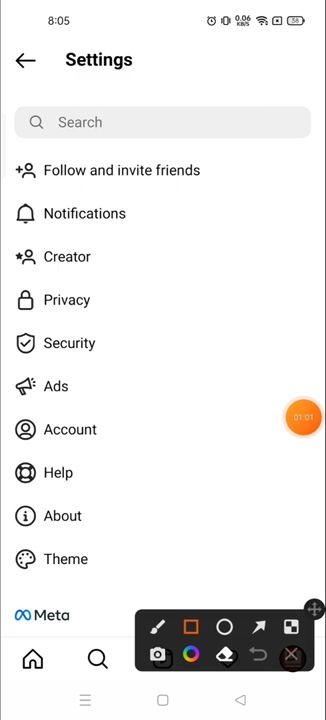 8:05
0.06
KB/S
58
Settings
Search
Follow and invite friends
Notifications
Creator
Privacy
Security
Ads
01:01
Account
Help
About
Theme
Meta